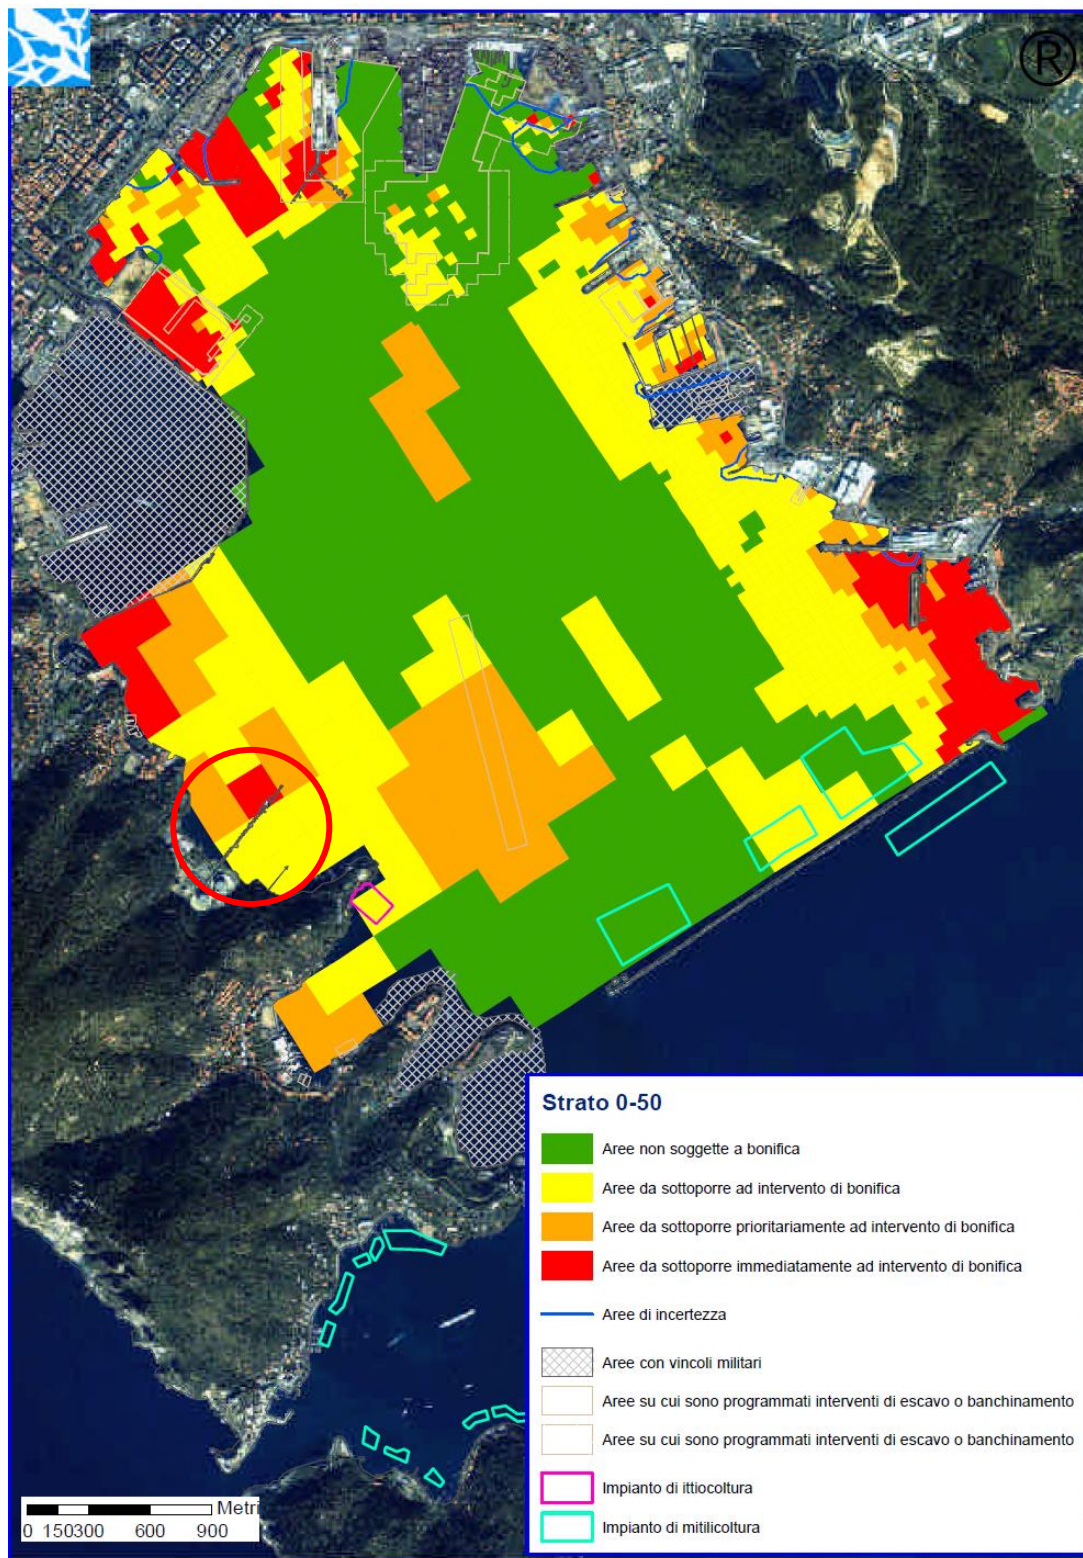 ®
Strato 0-50
Aree non soggette a bonifica
Aree da sottoporre ad intervento di bonifica
Aree da sottoporre prioritariamente ad intervento di bonifica
Aree da sottoporre immediatamente ad intervento di bonifica
Aree di incertezza
Aree con vincoli militari
Aree su cui sono programmati interventi di escavo o banchinamento
Aree su cui sono programmati interventi di escavo o banchinamento
Impianto di ittiocoltura
Impianto di mitilicoltura
Metri
0 150300 600 900